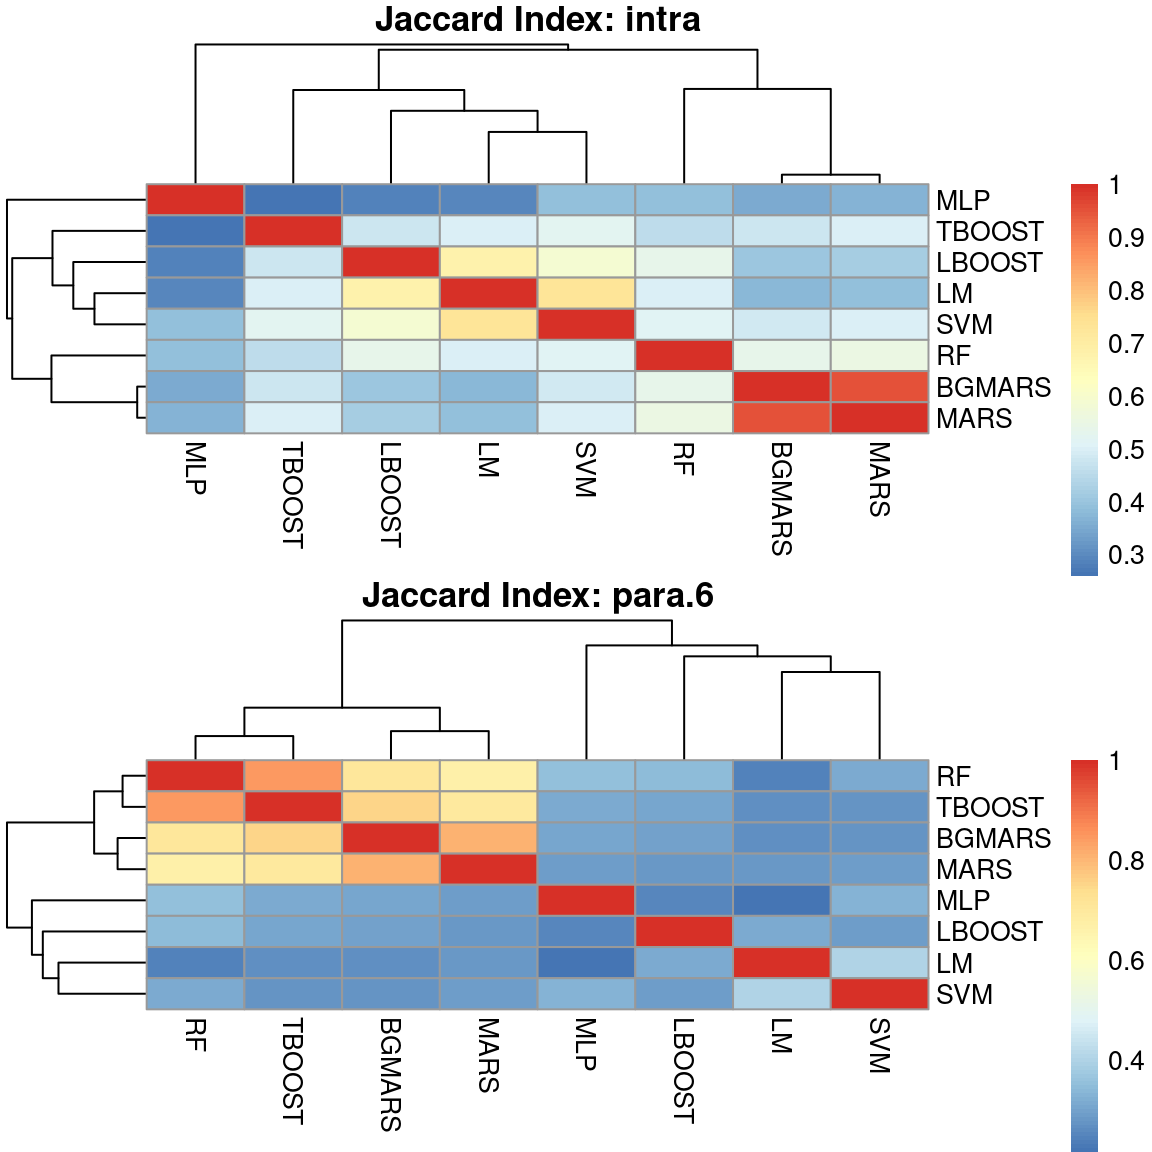 Jaccard Index: intra
MLP
TBOOST
LBOOST
LM
SVM
RF
BGMARS
MARS
MLP
TBOOST
LBOOST
LM
SVM
RF
BGMARS
MARS
1
0.9
0.8
0.7
0.6
0.5
0.4
0.3
Jaccard Index: para.6
RF
TBOOST
BGMARS
MARS
MLP
LBOOST
LM
SVM
RF
TBOOST
BGMARS
MARS
MLP
LBOOST
LM
SVM
1
0.8
0.6
0.4